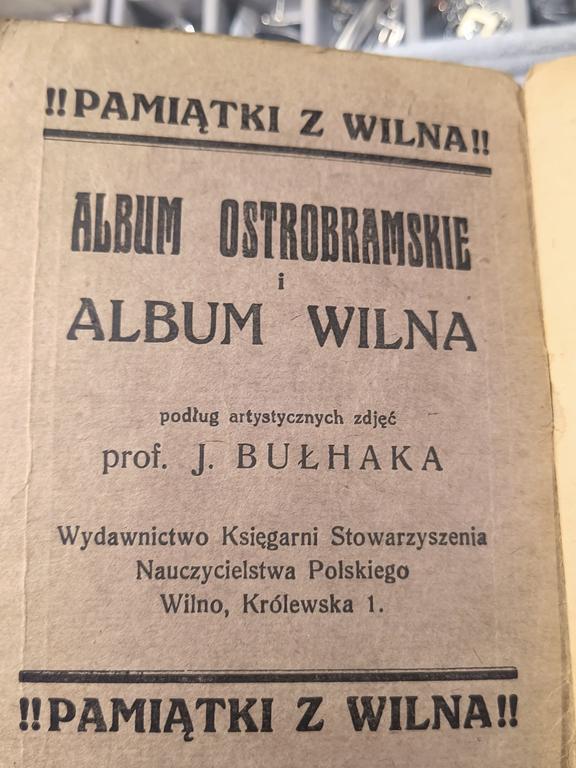 !!PAMIĄTKI Z WILNA!!
ALBUM OSTROBRAMSKIE
i
ALBUM WILNA
podług artystycznych zdjęć
prof. J. BUŁHAKA
Wydawnictwo Księgarni Stowarzyszenia
Nauczycielstwa Polskiego
Wilno, Królewska 1.
!!PAMIĄTKI Z WILNA!!